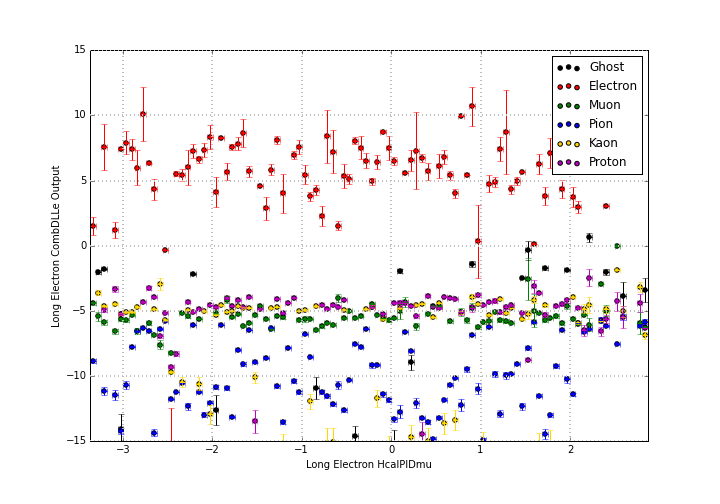 15
10
5
0
−5
−10
−15
−3
−2
−1
0
1
2
Long Electron CombDLLe Output
Long Electron HcalPIDmu
Ghost
Electron
Muon
Pion
Kaon
Proton